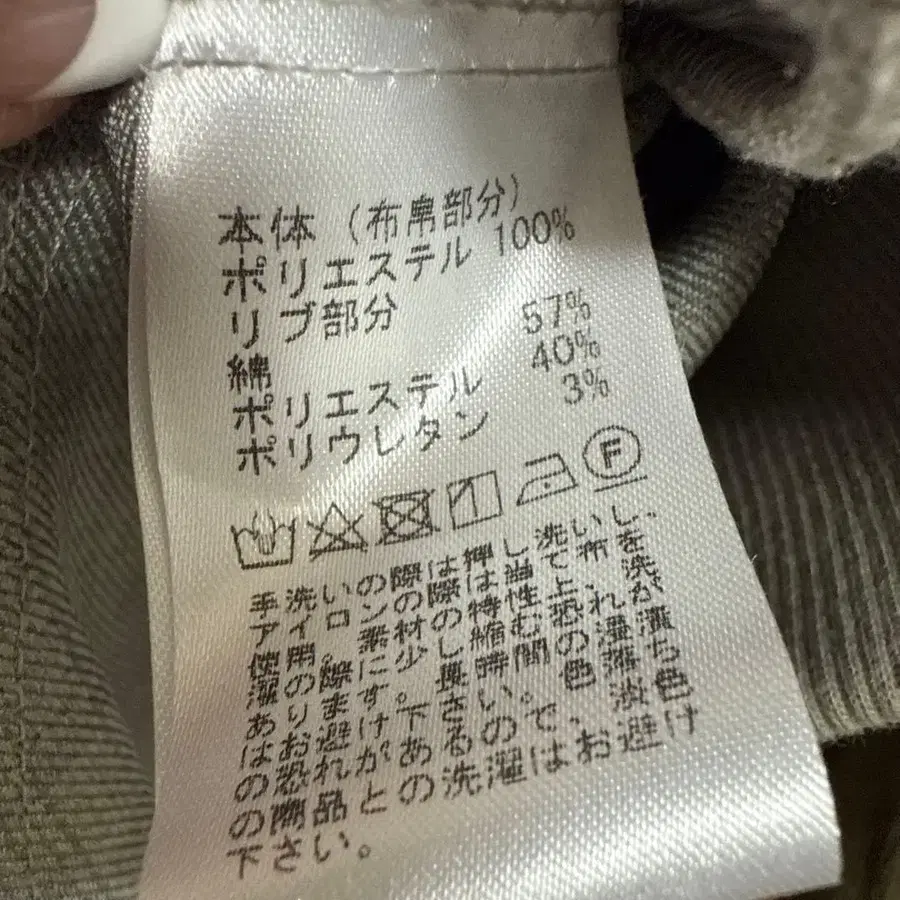 本体（布帛部分）
ポリエステル 100%
リブ部分
綿 57%
ポリエステル 40%
ポリウレタン 3%
F
手洗いの際は押し洗いし、
アイロンの際は当て布を
使用。素材の特性上、洗
濯の際に少し縮む恐れが
あります。長時間の浸漬
はお避け下さい。色落ち
の恐れがあるので、淡色
の商品との洗濯はお避け
下さい。